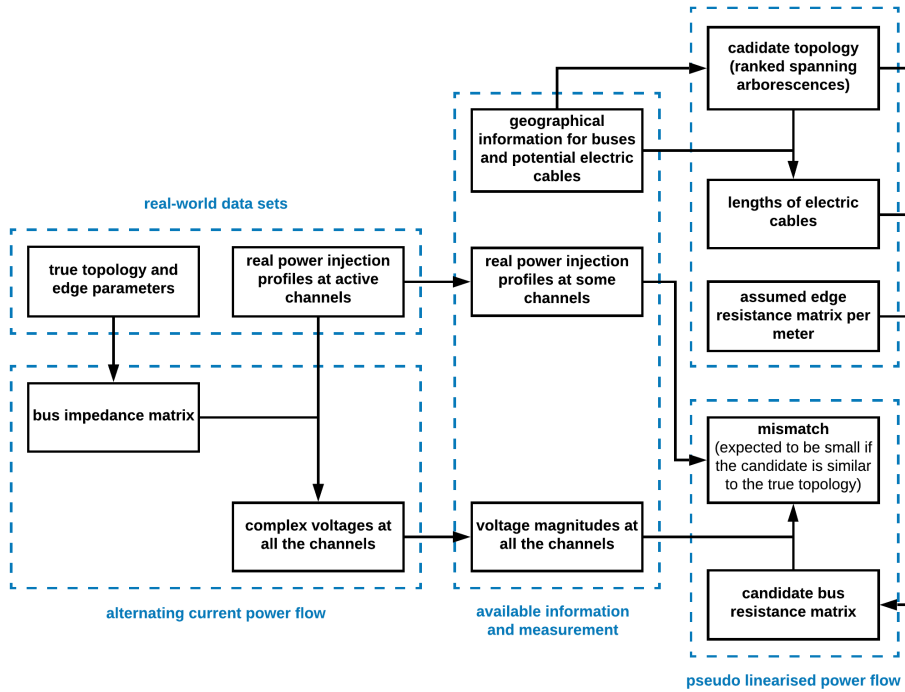 cadidate topology
(ranked spanning
arborescences)
geographical
information for buses
and potential electric
cables
lengths of electric
cables
real-world data sets
true topology and
edge parameters
real power injection
profiles at active
channels
real power injection
profiles at some
channels
assumed edge
resistance matrix per
meter
bus impedance matrix
mismatch
(expected to be small if
the candidate is similar
to the true topology)
complex voltages at
all the channels
voltage magnitudes at
all the channels
candidate bus
resistance matrix
alternating current power flow
available information
and measurement
pseudo linearised power flow